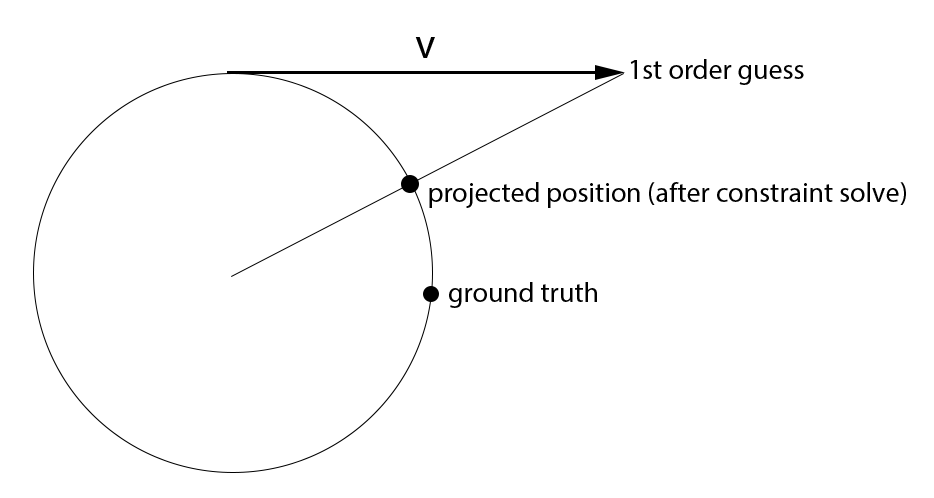 V
1st order guess
projected position (after constraint solve)
ground truth